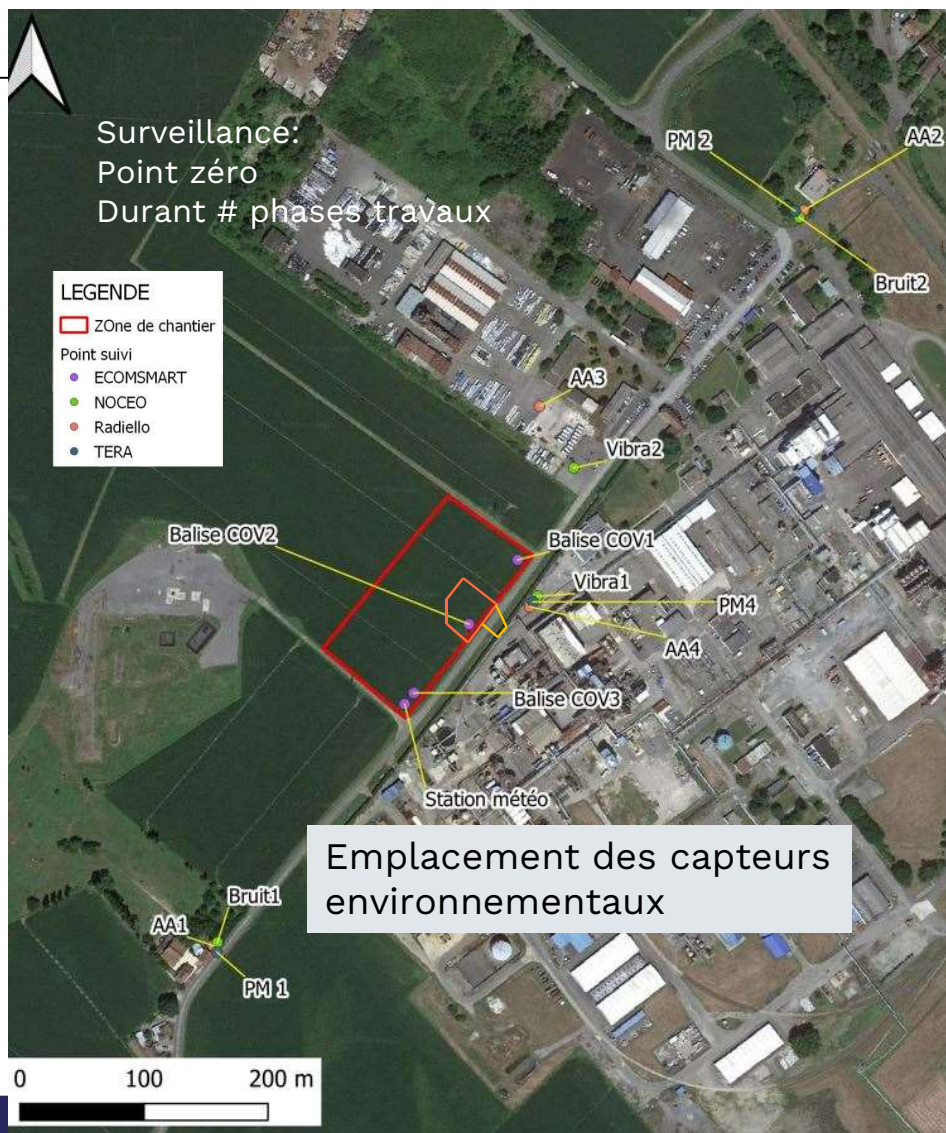 Surveillance:
Point zéro
Durant # phases travaux
LEGENDE
ZOne de chantier
Point suivi
ECOMSMART
NOCEO
Radiello
TERA
PM 2
AA2
Bruit2
AA3
Vibra2
Balise COV2
Balise COV1
Vibra1
PM4
AA4
Balise COV3
Station météo
Emplacement des capteurs
environnementaux
Bruit1
AA1
PM 1
0 100 200 m